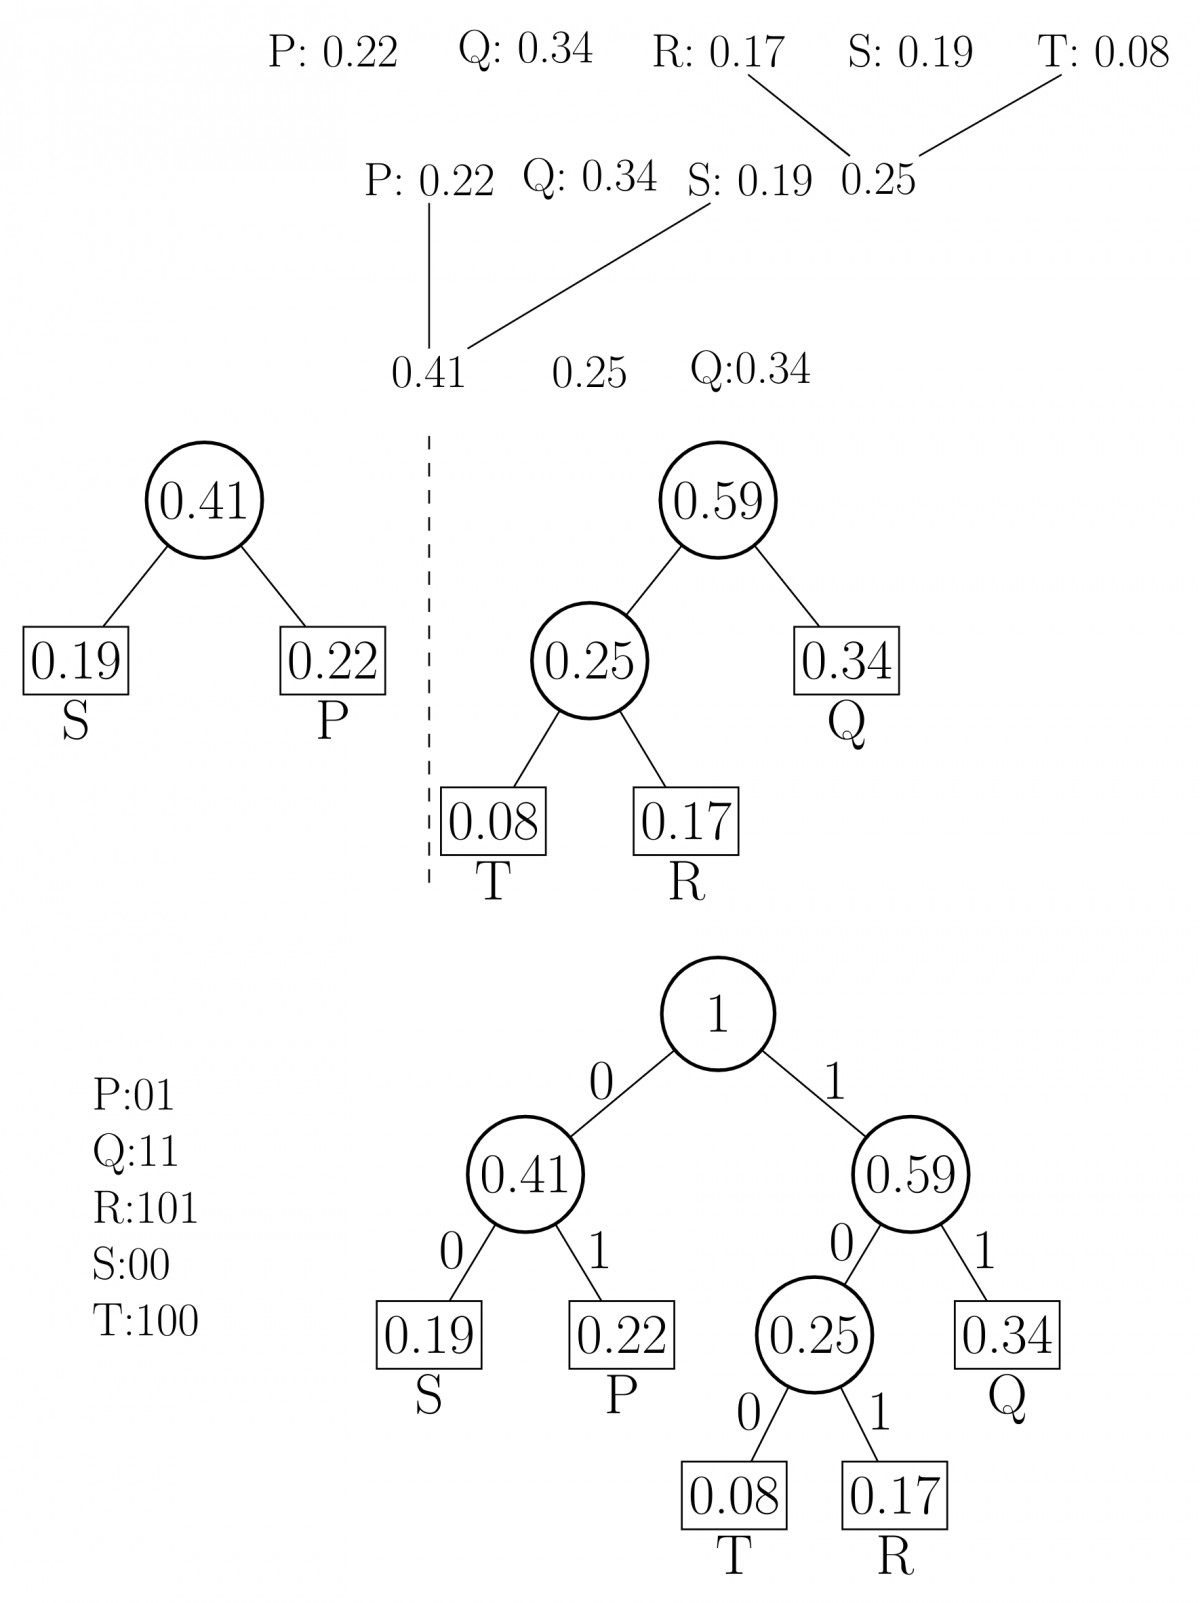 P: 0.22 Q: 0.34 R: 0.17 S: 0.19 T: 0.08
P: 0.22 Q: 0.34 S: 0.19 0.25
0.41 0.25 Q:0.34
0.41 0.59
0.19 0.22 0.25 0.34
S P Q
0.08 0.17
T R
1
0 1
P:01
Q:11
R:101
S:00
T:100
0.41 0.59
0 1 0 1
0.19 0.22 0.25 0.34
S P Q
0 1
0.08 0.17
T R